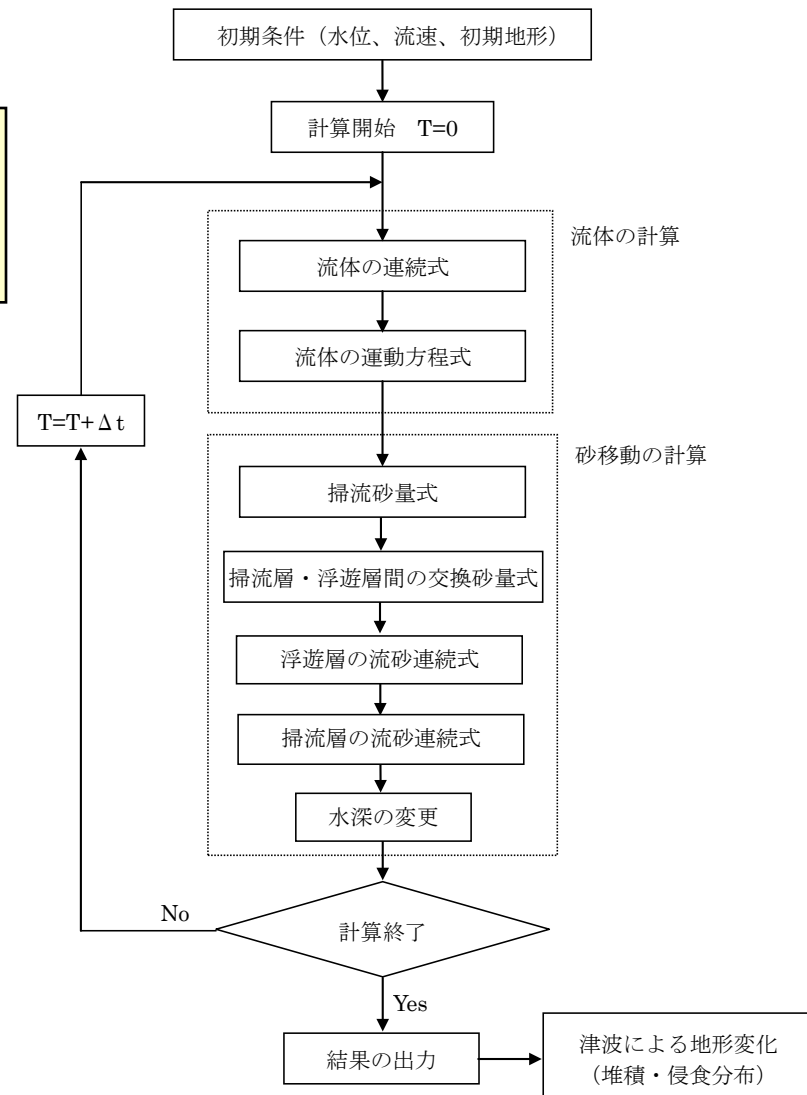 初期条件（水位、流速、初期地形）
計算開始　T=0
流体の計算
流体の連続式
流体の運動方程式
T=T+Δt
砂移動の計算
掃流砂量式
掃流層・浮遊層間の交換砂量式
浮遊層の流砂連続式
掃流層の流砂連続式
水深の変更
No
計算終了
Yes
結果の出力
津波による地形変化
（堆積・侵食分布）